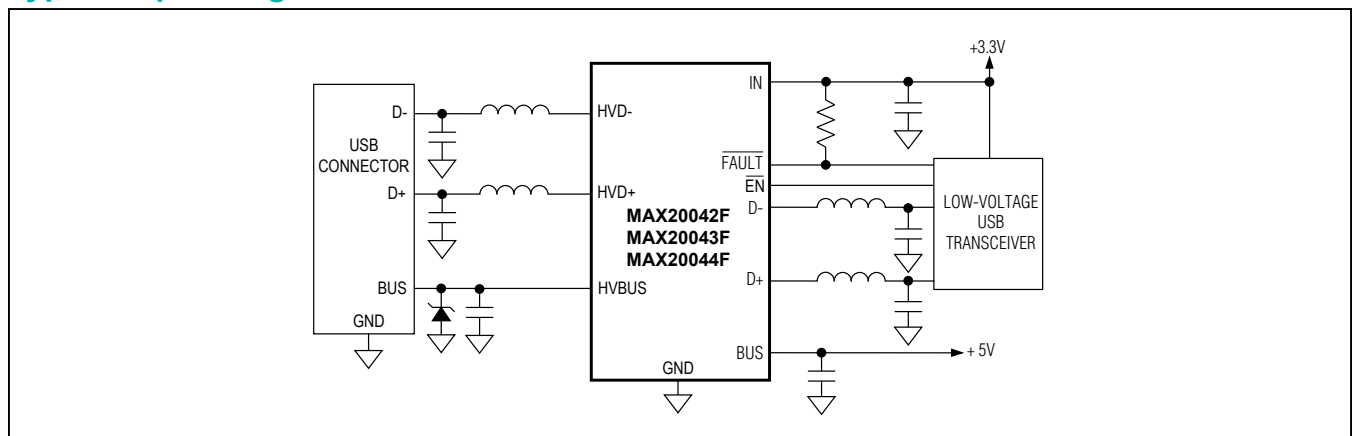 +3.3V
IN
D-
HVD-
USB
CONNECTOR
FAULT
EN
D+
HVD+
D-
LOW-VOLTAGE
USB
TRANSCEIVER
MAX20042F
MAX20043F
MAX20044F
D+
BUS
HVBUS
GND
BUS
+ 5V
GND